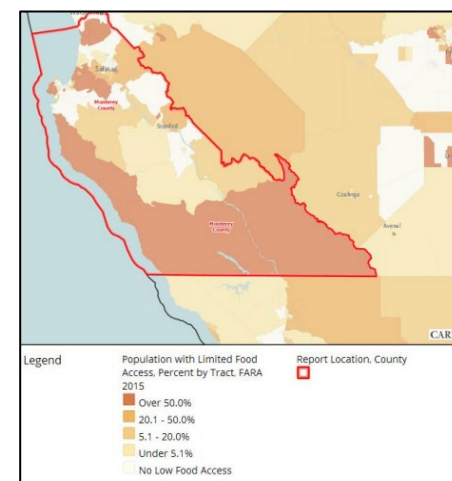 Salinas
Monterey
County
Soledad
Monterey
County
Coalinga
Avenal
CAR
Legend
Population with Limited Food
Access, Percent by Tract, FARA
2015
Over 50.0%
20.1 - 50.0%
5.1 - 20.0%
Under 5.1%
No Low Food Access
Report Location, County